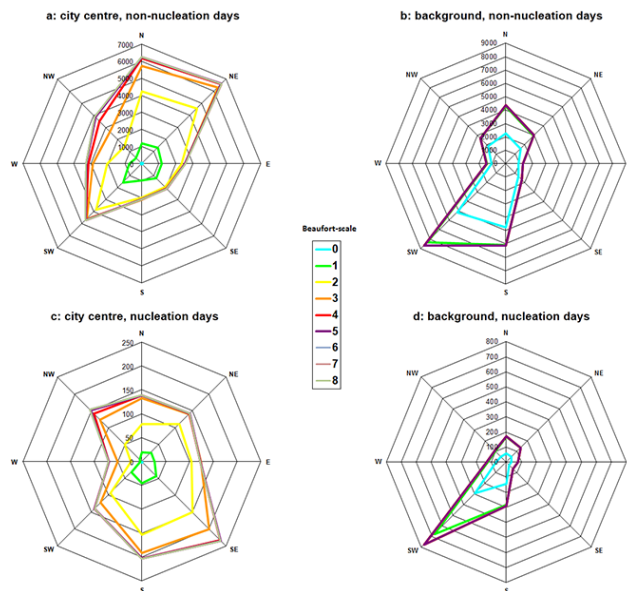 a: city centre, non-nucleation days
N
7000
6000
5000
4000
3000
2000
1000
0
NE
E
SE
S
SW
W
NW
b: background, non-nucleation days
N
9000
8000
7000
6000
5000
4000
3000
2000
NE
E
SE
S
SW
W
NW
Beaufort-scale
0
1
2
3
4
5
6
7
8
c: city centre, nucleation days
N
250
200
150
100
50
0
NE
E
SE
S
SW
W
NW
d: background, nucleation days
N
800
700
600
500
400
300
200
100
0
NE
E
SE
S
SW
W
NW